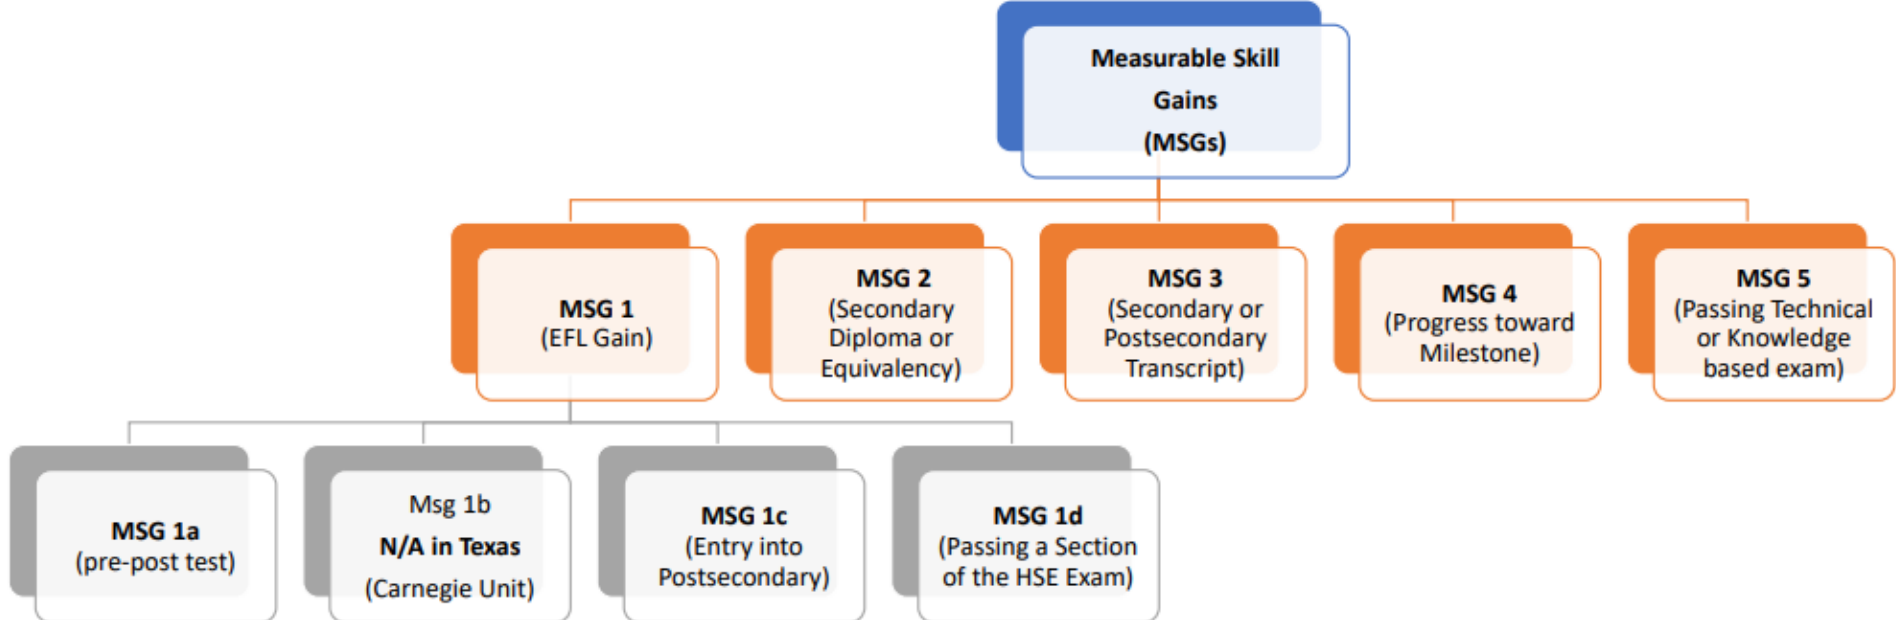 Measurable Skill
Gains
(MSGs)
MSG 1
(EFL Gain)
MSG 2
(Secondary
Diploma or
Equivalency)
MSG 3
(Secondary or
Postsecondary
Transcript)
MSG 4
(Progress toward
Milestone)
MSG 5
(Passing Technical
or Knowledge
based exam)
MSG 1a
(pre-post test)
Msg 1b
N/A in Texas
(Carnegie Unit)
MSG 1c
(Entry into
Postsecondary)
MSG 1d
(Passing a Section
of the HSE Exam)